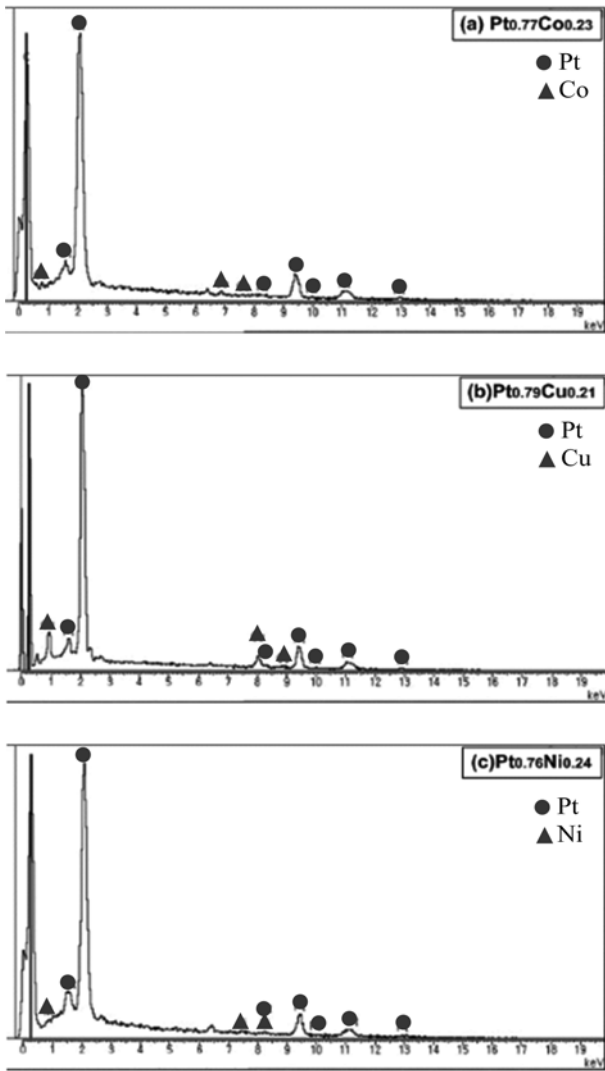 (a) Pt0.77Co0.23
● Pt
▲ Co
c
0 1 2 3 4 5 6 7 8 9 10 11 12 13 14 15 16 17 18 19
keV
(b)Pt0.79Cu0.21
● Pt
▲ Cu
0 1 2 3 4 5 6 7 8 9 10 11 12 13 14 15 16 17 18 19
keV
(c)Pt0.76Ni0.24
● Pt
▲ Ni
0 1 2 3 4 5 6 7 8 9 10 11 12 13 14 15 16 17 18 19
keV